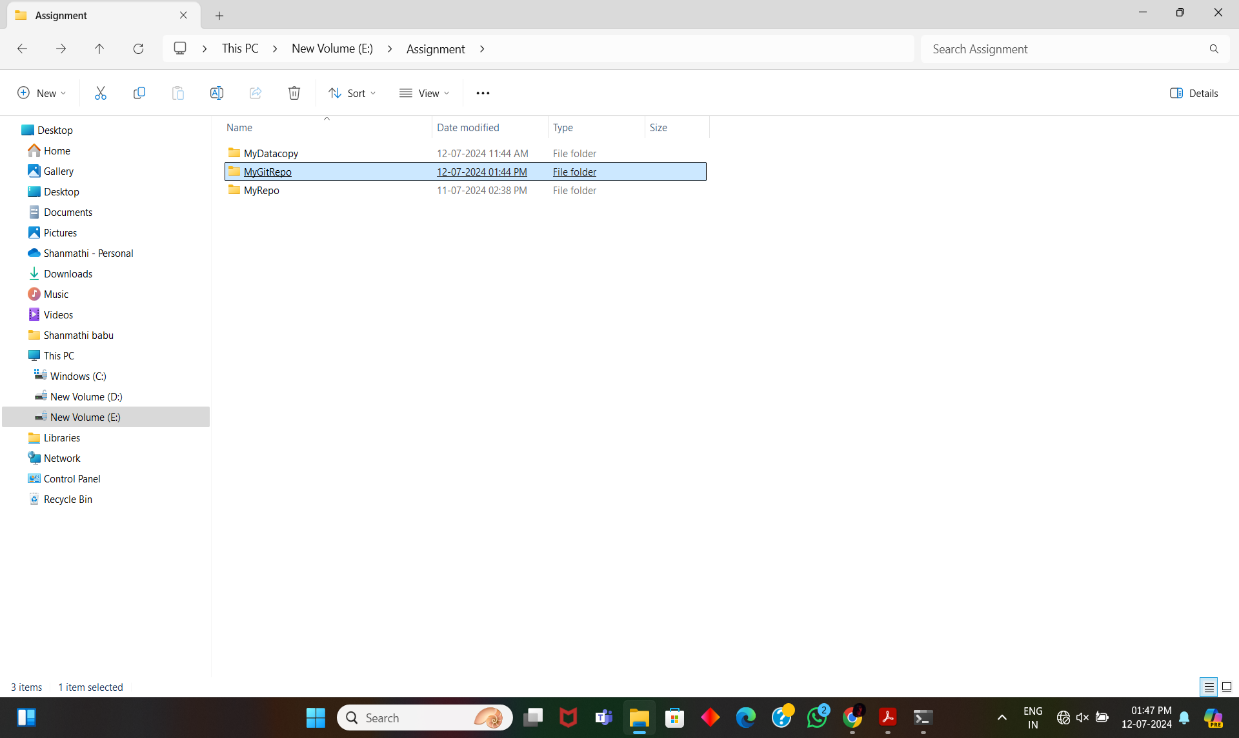 Assignment
This PC > New Volume (E:) > Assignment >
Search Assignment
New
Sort
View
Details
Desktop
Home
Gallery
Desktop
Documents
Pictures
Shanmathi - Personal
Downloads
Music
Videos
Shanmathi babu
This PC
Windows (C:)
New Volume (D:)
New Volume (E:)
Libraries
Network
Control Panel
Recycle Bin
Name Date modified Type Size
MyDatacopy 12-07-2024 11:44 AM File folder
MyGitRepo 12-07-2024 01:44 PM File folder
MyRepo 11-07-2024 02:38 PM File folder
3 items 1 item selected
Search
2
ENG
IN
01:47 PM
12-07-2024
PRE